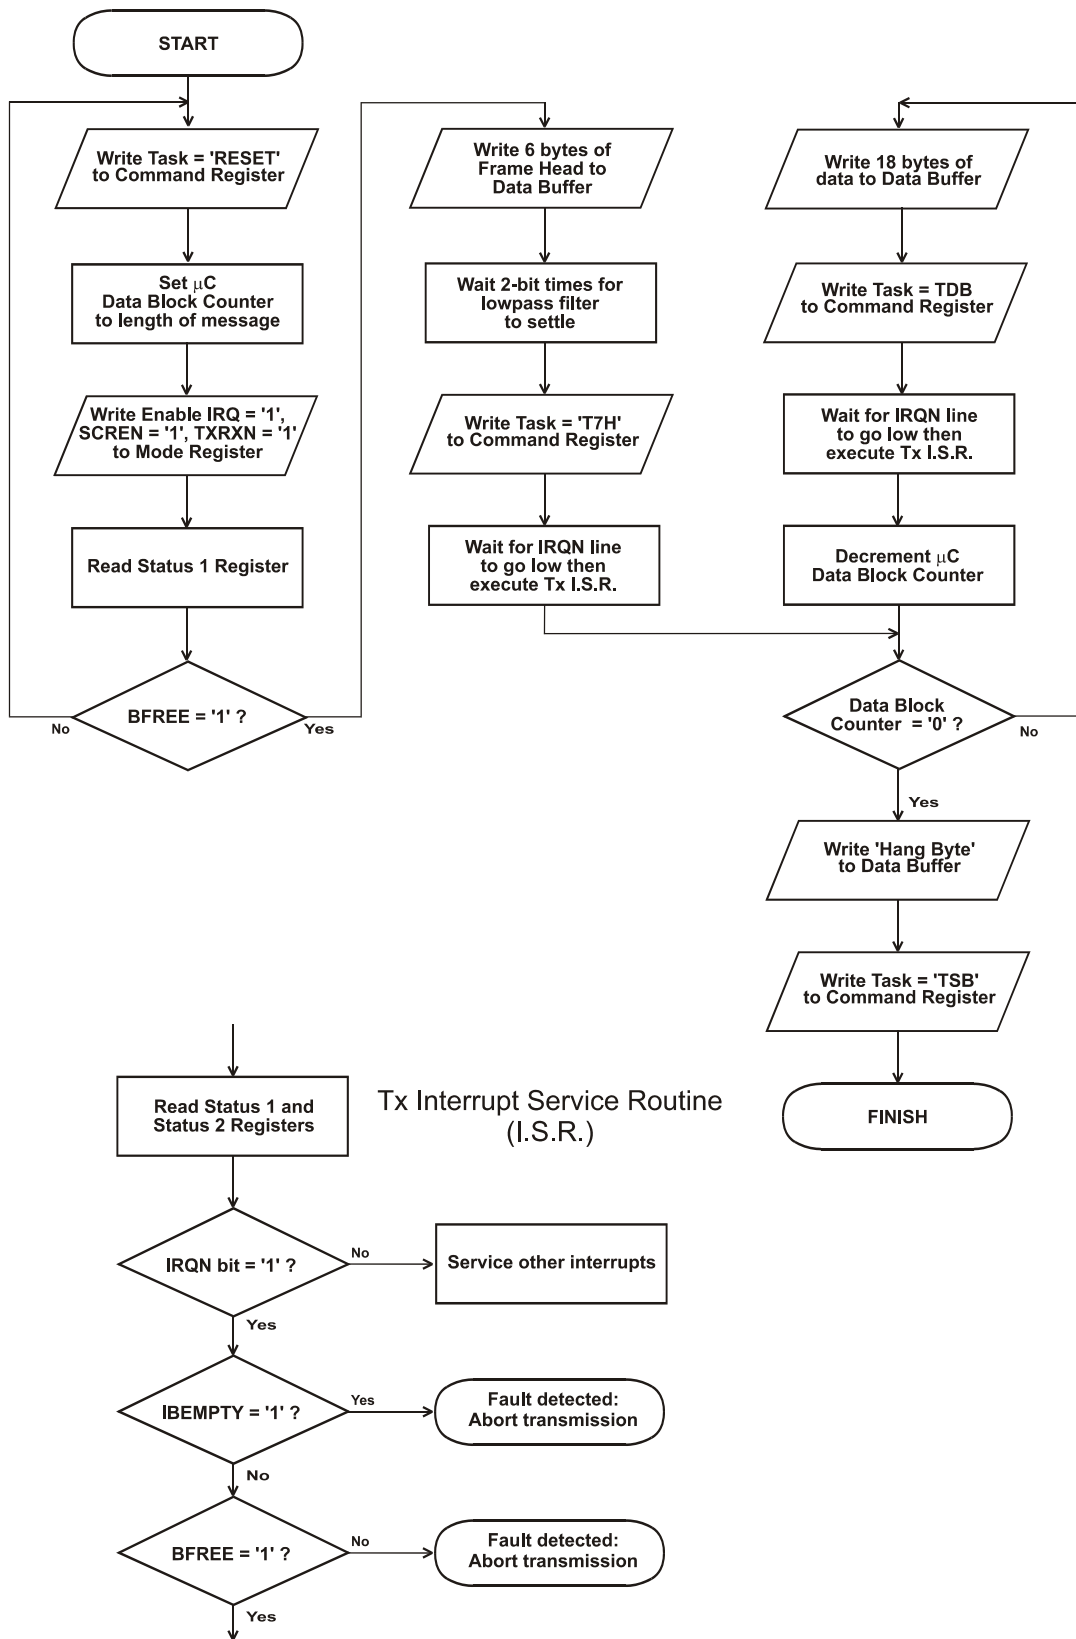 START
Write Task = 'RESET'
to Command Register
Set μC
Data Block Counter
to length of message
Write Enable IRQ = '1',
SCREN = '1', TXRXN = '1'
to Mode Register
Read Status 1 Register
BFREE = '1' ?
No
Yes
Write 6 bytes of
Frame Head to
Data Buffer
Wait 2-bit times for
lowpass filter
to settle
Write Task = 'T7H'
to Command Register
Wait for IRQN line
to go low then
execute Tx I.S.R.
Write 18 bytes of
data to Data Buffer
Write Task = TDB
to Command Register
Wait for IRQN line
to go low then
execute Tx I.S.R.
Decrement μC
Data Block Counter
Data Block
Counter = '0' ?
No
Yes
Write 'Hang Byte'
to Data Buffer
Write Task = 'TSB'
to Command Register
FINISH
Tx Interrupt Service Routine
(I.S.R.)
Read Status 1 and
Status 2 Registers
IRQN bit = '1' ?
No
Service other interrupts
Yes
IBEMPTY = '1' ?
Yes
Fault detected:
Abort transmission
No
BFREE = '1' ?
No
Fault detected:
Abort transmission
Yes